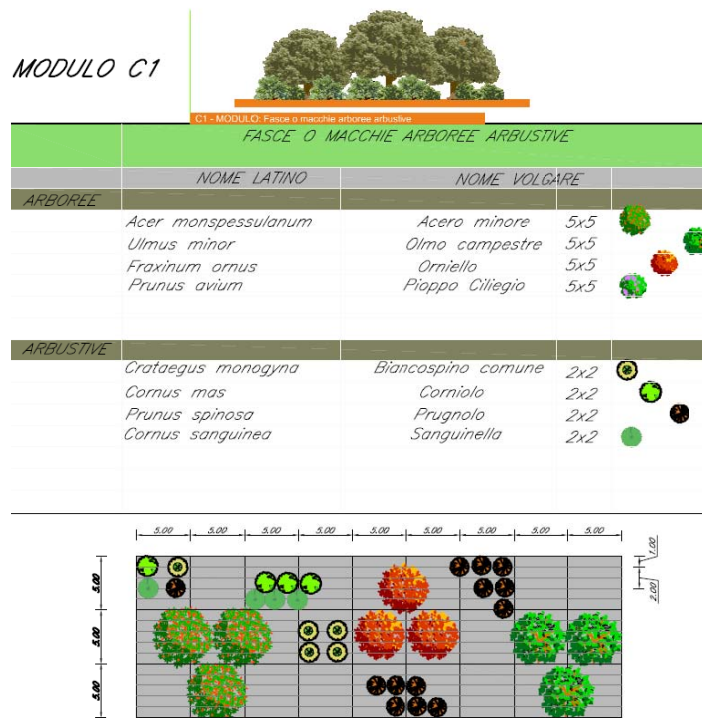 MODULO C1
C1 - MODULO: Fasce o macchie arboree arbustive
FASCE O MACCHIE ARBOREE ARBUSTIVE
NOME LATINO NOME VOLGARE
ARBOREE
Acer monspessulanum Acero minore 5x5
Ulmus minor Olmo campestre 5x5
Fraxinum ornus Orniello 5x5
Prunus avium Pioppo Ciliegio 5x5
ARBUSTIVE
Crataegus monogyna Biancospino comune 2x2
Cornus mas Corniolo 2x2
Prunus spinosa Prugnolo 2x2
Cornus sanguinea Sanguinella 2x2
5.00 5.00 5.00 5.00 5.00 5.00 5.00 5.00 5.00
5.00 1.00
2.00
5.00
5.00